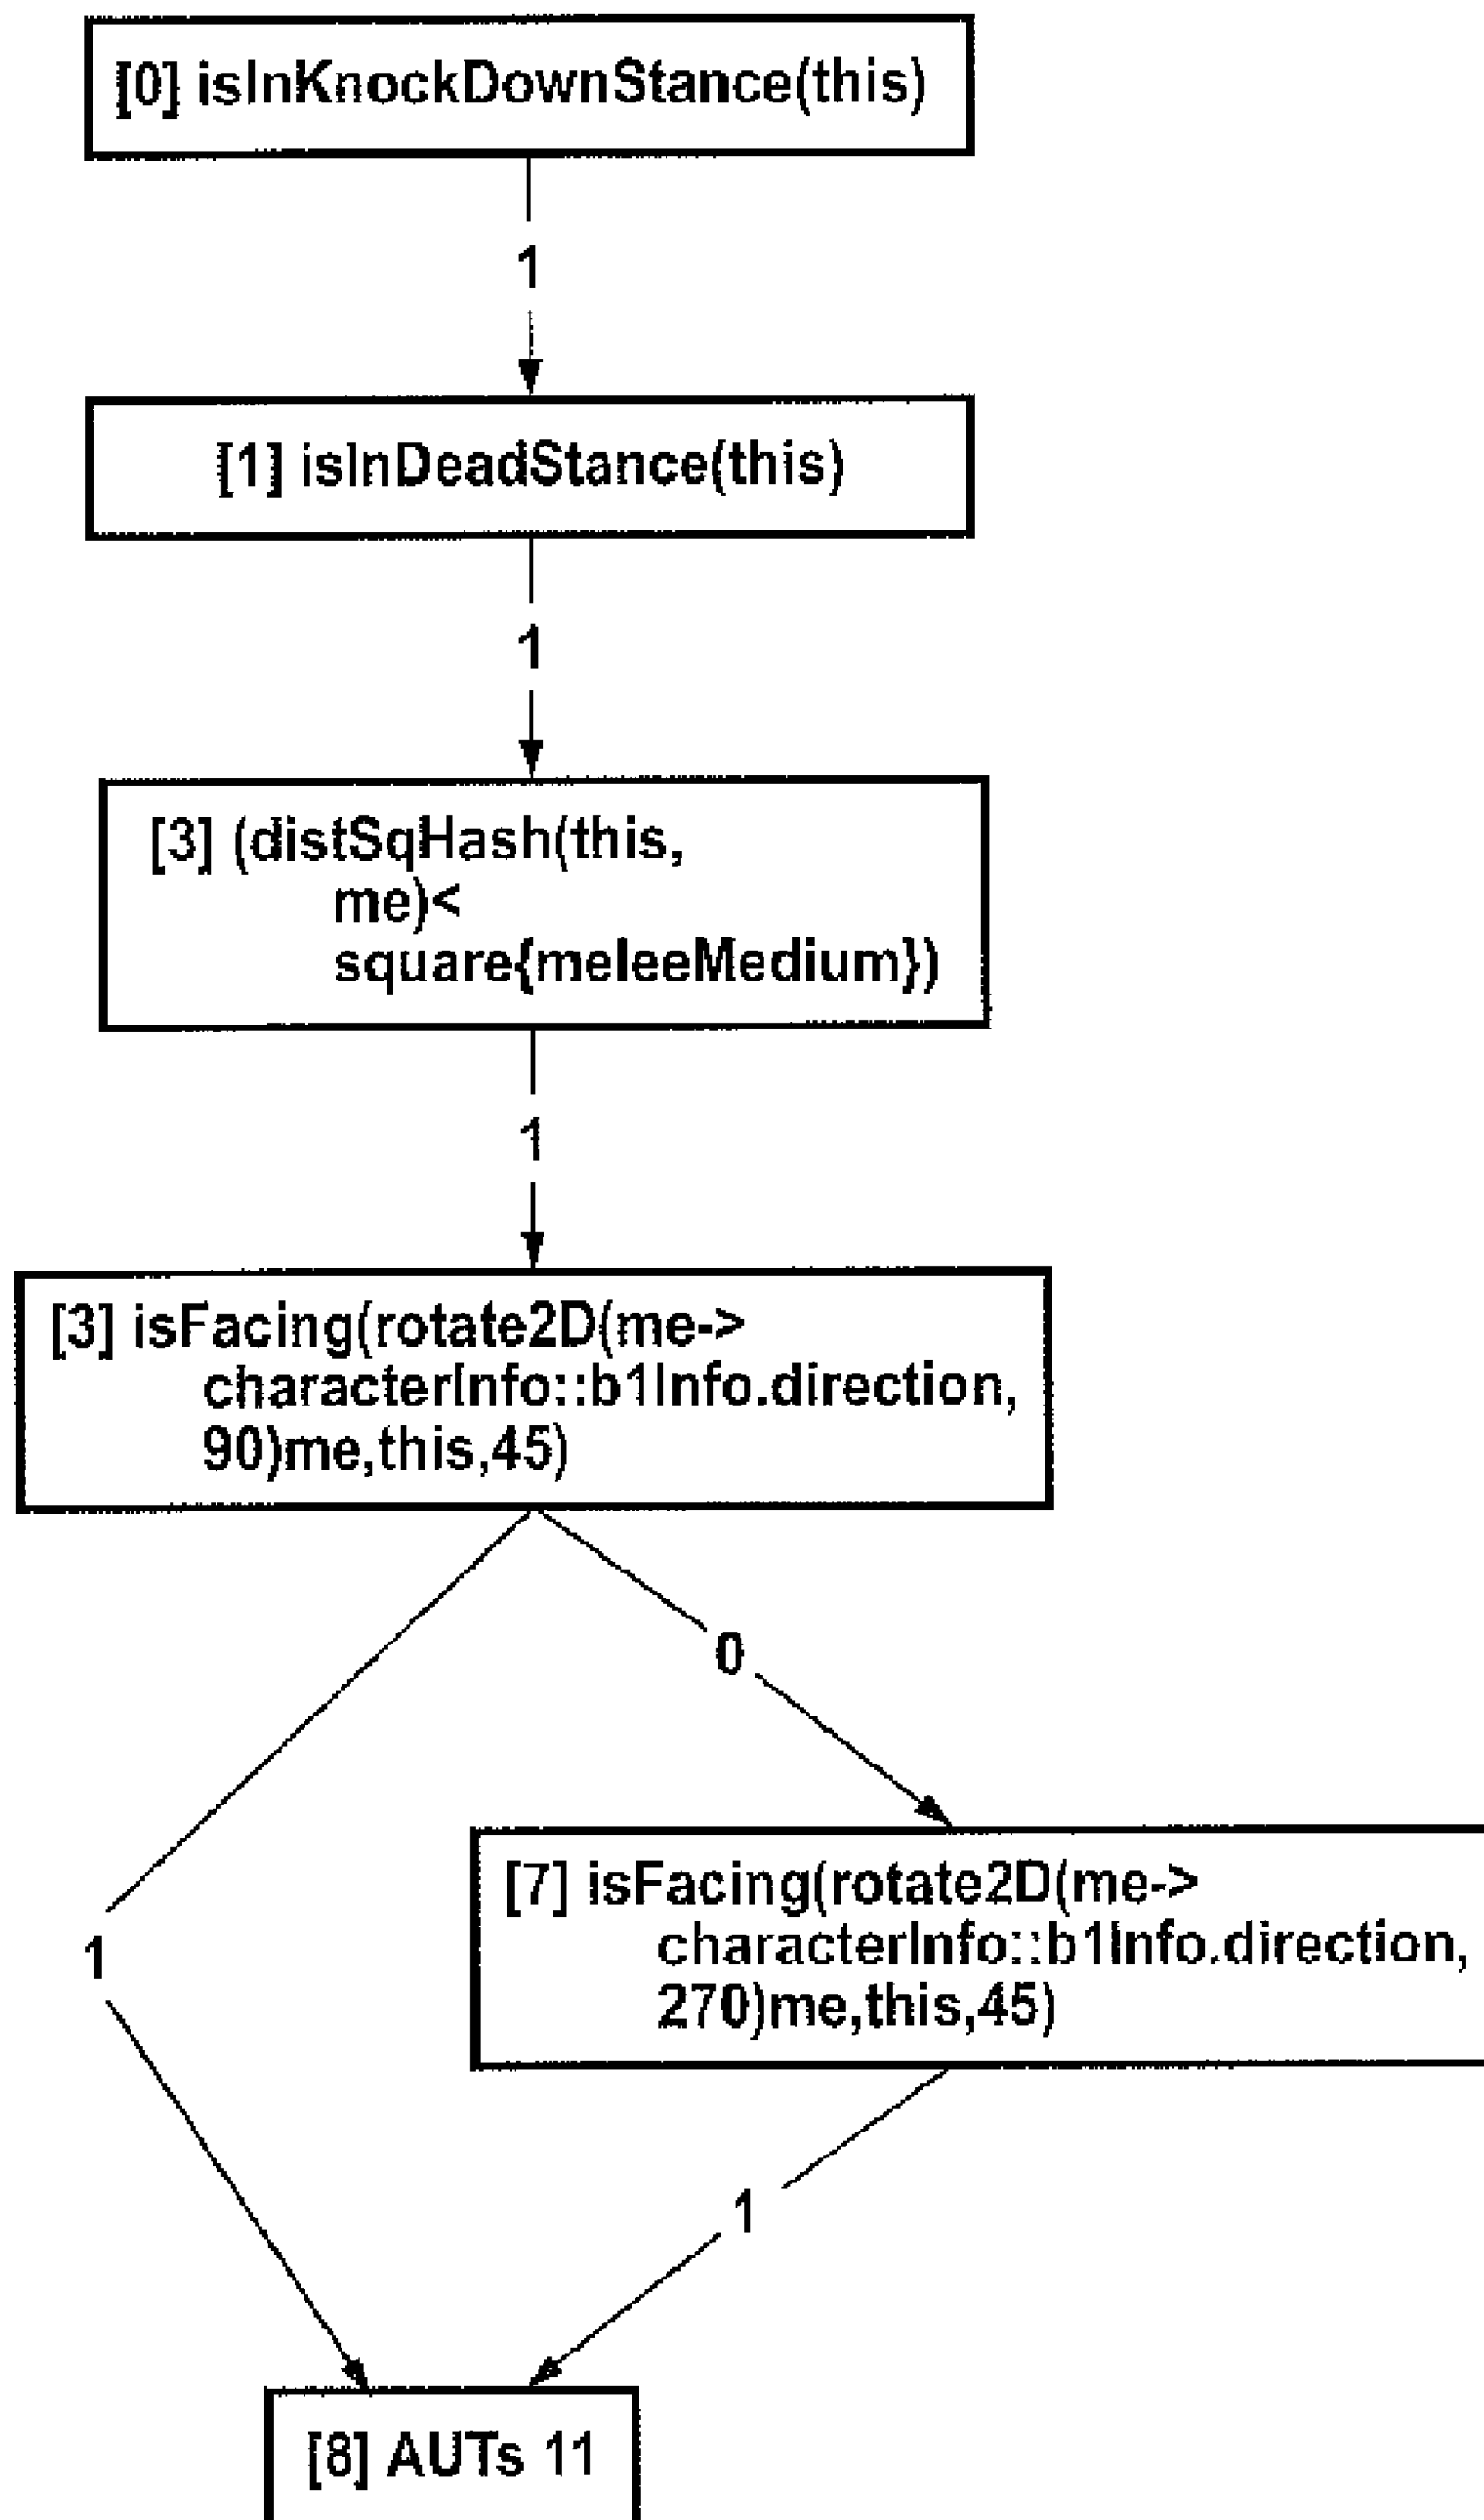 [0] isInKnockDownStance(this)
1
[1] isInDeadStance(this)
1
[3] (distSqHash(this,
me)<
square{meleeMedium})
1
[3] isFacing(rotate2D(me->
characterInfo::b1Info.direction,
90)me,this,45)
0
[7] isFacing(rotate2D(me->
characterInfo::b1Info.direction,
270)me,this,45)
1
1
[8] AUTs 11